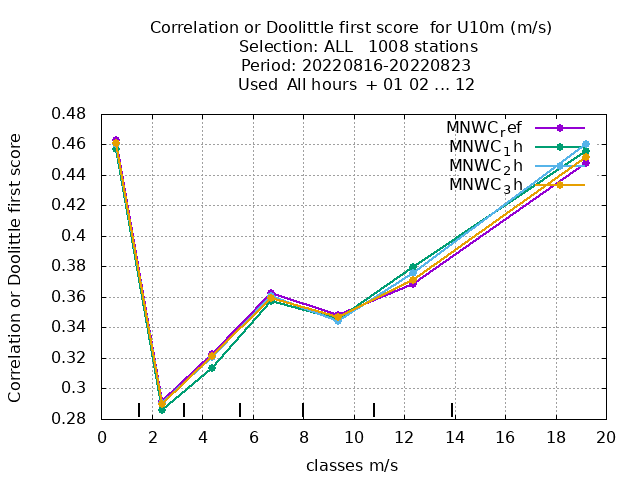 Correlation or Doolittle first score  for U10m (m/s)
Selection: ALL   1008 stations
Period: 20220816-20220823
Used  All hours  + 01 02 ... 12
Correlation or Doolittle first score
0.48
0.46
0.44
0.42
0.4
0.38
0.36
0.34
0.32
0.3
0.28
MNWC_ref
MNWC_1h
MNWC_2h
MNWC_3h
0 2 4 6 8 10 12 14 16 18 20
classes m/s